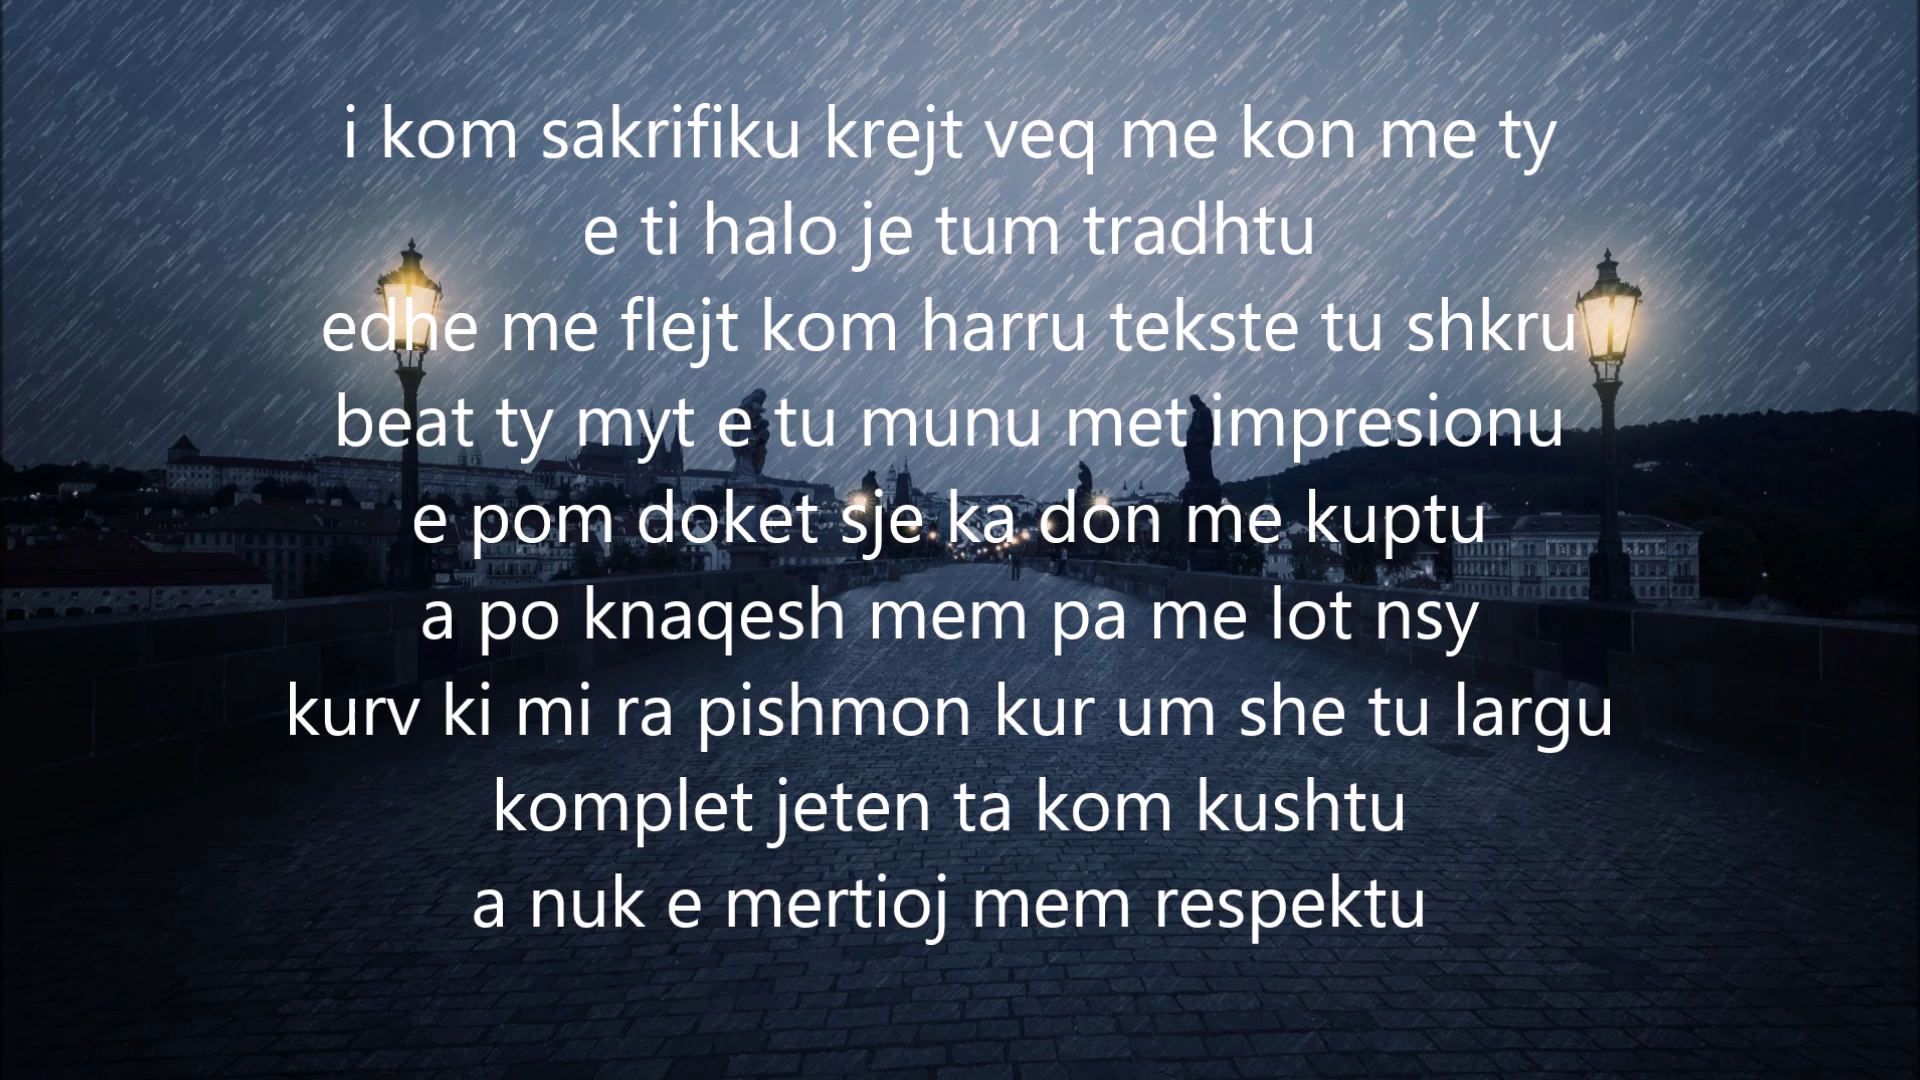 i kom sakrifiku krejt veq me kon me ty
e ti halo je tum tradhtu
edhe me flejt kom harru tekste tu shkru
beat ty myt e tu munu met impresionu
e pom doket sje ka don me kuptu
a po knaqesh mem pa me lot nsy
kurv ki mi ra pishmon kur um she tu largu
komplet jeten ta kom kushtu
a nuk e mertioj mem respektu